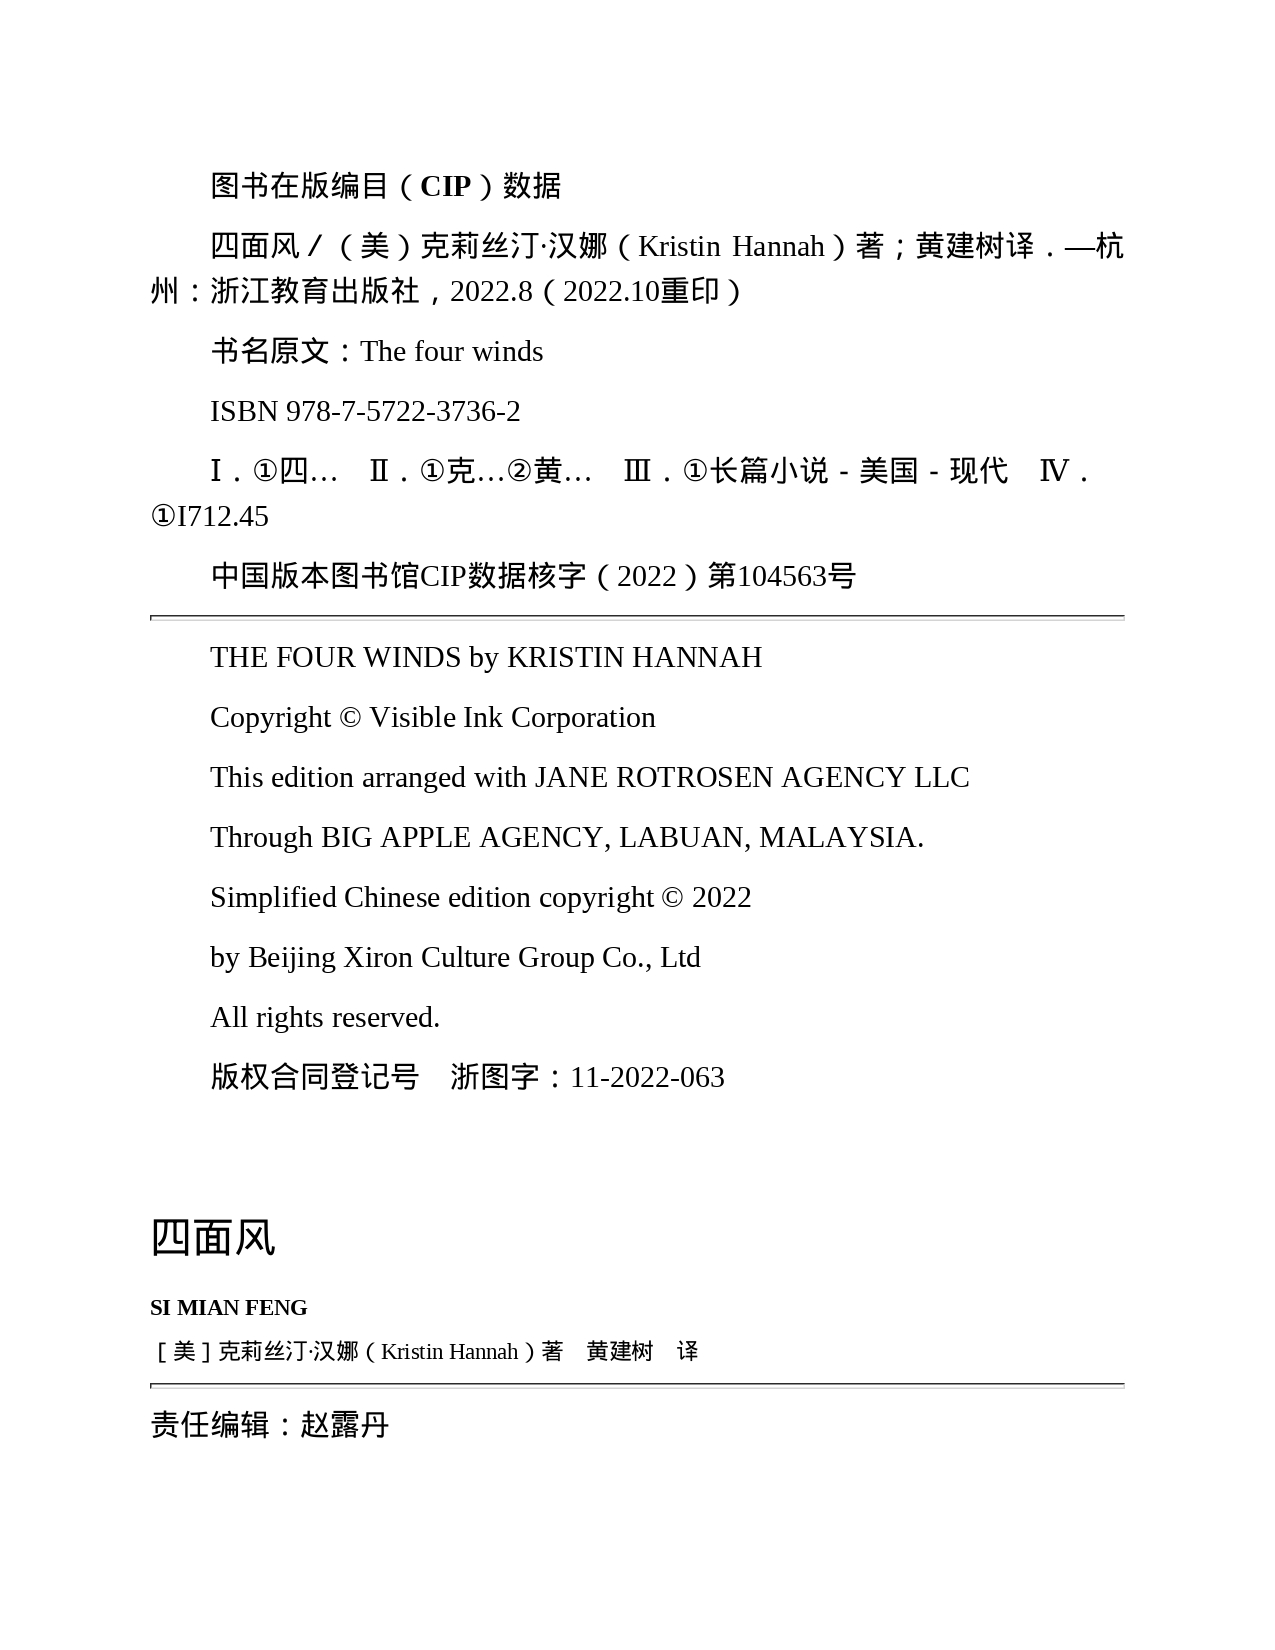 图书在版编目（CIP）数据
四面风／（美）克莉丝汀·汉娜（Kristin Hannah）著；黄建树译．—杭
州：浙江教育出版社，2022.8（2022.10重印）
书名原文：The four winds
ISBN 978-7-5722-3736-2
Ⅰ．①四…　Ⅱ．①克…②黄…　Ⅲ．①长篇小说－美国－现代　Ⅳ．
①I712.45
中国版本图书馆CIP数据核字（2022）第104563号
THE FOUR WINDS by KRISTIN HANNAH
Copyright © Visible Ink Corporation
This edition arranged with JANE ROTROSEN AGENCY LLC
Through BIG APPLE AGENCY, LABUAN, MALAYSIA.
Simplified Chinese edition copyright © 2022
by Beijing Xiron Culture Group Co., Ltd
All rights reserved.
版权合同登记号　浙图字：11-2022-063
四面风
SI MIAN FENG
［美］克莉丝汀·汉娜（Kristin Hannah）著　黄建树　译
责任编辑：赵露丹